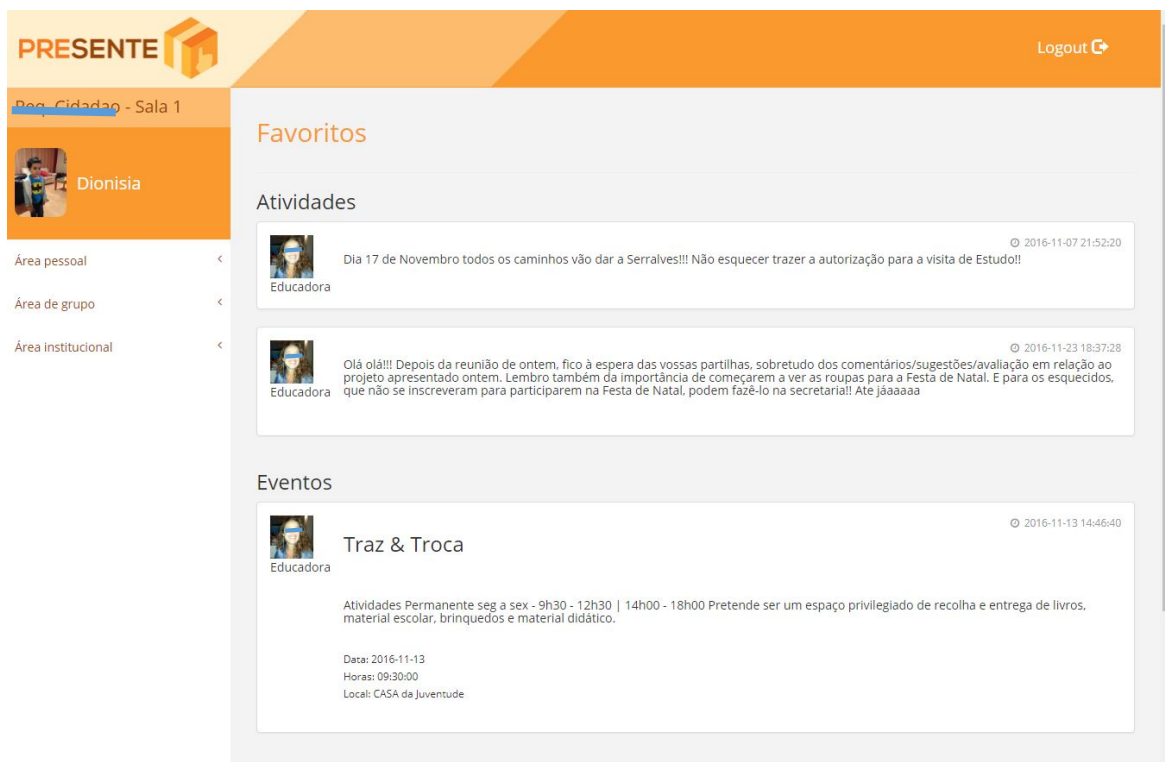 PRESENTE
Logout
- Sala 1
Dionisia
Área pessoal
Área de grupo
Área institucional
Favoritos
Atividades
2016-11-07 21:52:20
Dia 17 de Novembro todos os caminhos vão dar a Serralves!!! Não esquecer trazer a autorização para a visita de Estudo!!
Educadora
2016-11-23 18:37:28
Olá olá!!! Depois da reunião de ontem, fico à espera das vossas partilhas, sobretudo dos comentários/sugestões/avaliação em relação ao
projeto apresentado ontem. Lembro também da importância de começarem a ver as roupas para a Festa de Natal. E para os esquecidos,
que não se inscreveram para participarem na Festa de Natal, podem fazê-lo na secretaria!! Ate jáaaaaa
Educadora
Eventos
2016-11-13 14:46:40
Traz & Troca
Educadora
Atividades Permanente seg a sex - 9h30 - 12h30 | 14h00 - 18h00 Pretende ser um espaço privilegiado de recolha e entrega de livros,
material escolar, brinquedos e material didático.
Data: 2016-11-13
Horas: 09:30:00
Local: CASA da Juventude